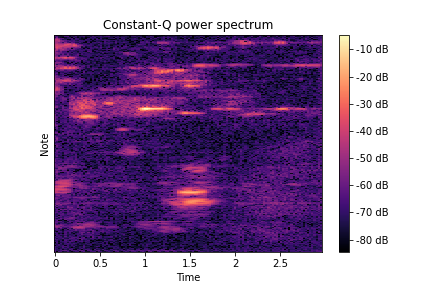 Constant-Q power spectrum
-10 dB
-20 dB
-30 dB
-40 dB
-50 dB
-60 dB
-70 dB
-80 dB
Note
0
0.5
1
1.5
2
2.5
Time